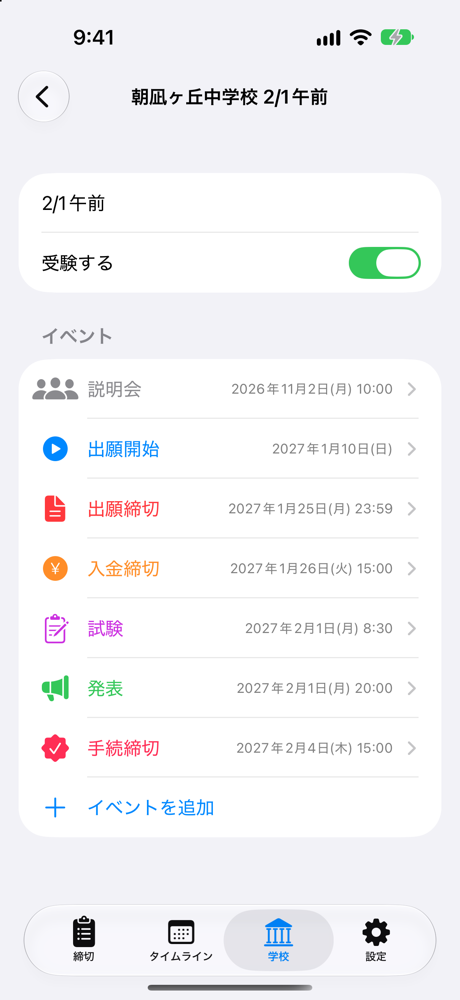 9:41
朝凪ヶ丘中学校 2/1午前
2/1午前
受験する
イベント
説明会 2026年11月2日(月) 10:00
出願開始 2027年1月10日(日)
出願締切 2027年1月25日(月) 23:59
¥ 入金締切 2027年1月26日(火) 15:00
試験 2027年2月1日(月) 8:30
発表 2027年2月1日(月) 20:00
手続締切 2027年2月4日(木) 15:00
イベントを追加
締切 タイムライン 学校 設定